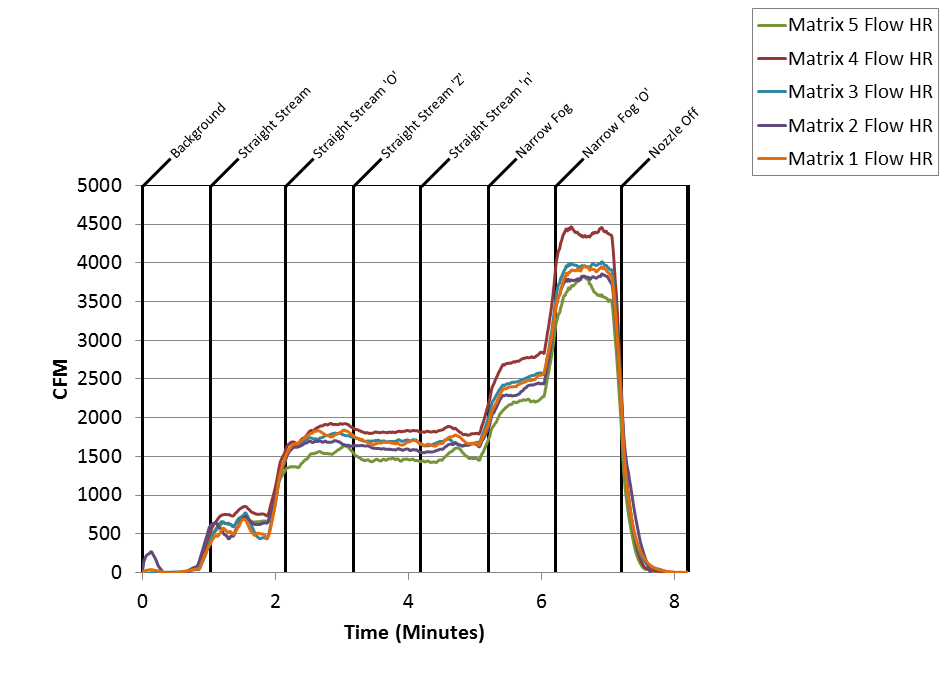 Matrix 5 Flow HR
Matrix 4 Flow HR
Matrix 3 Flow HR
Matrix 2 Flow HR
Matrix 1 Flow HR
Background
Straight Stream
Straight Stream 'O'
Straight Stream 'Z'
Straight Stream 'n'
Narrow Fog
Narrow Fog 'O'
Nozzle Off
5000
4500
4000
3500
3000
2500
2000
1500
1000
500
0
CFM
0 2 4 6 8
Time (Minutes)